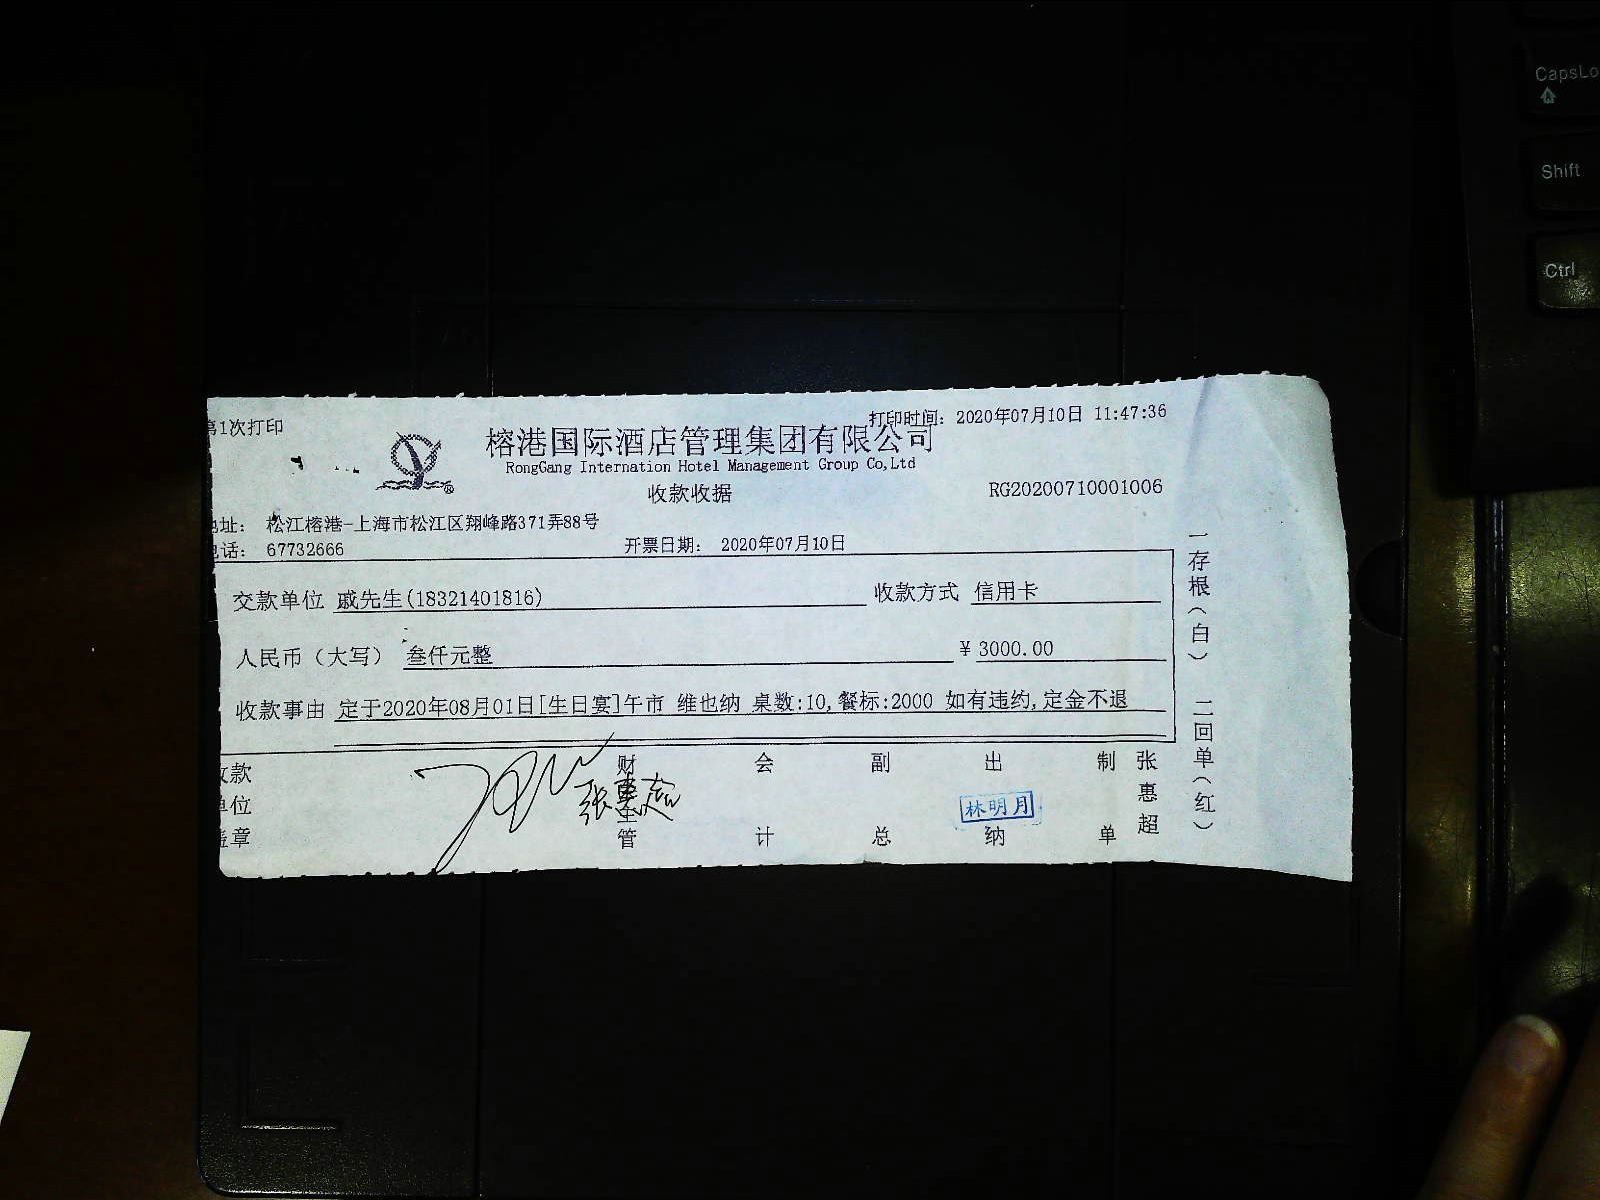 第1次打印
打印时间：2020年07月10日 11:47:36
榕港国际酒店管理集团有限公司
RongGang Internation Hotel Management Group Co,Ltd
收款收据
RG20200710001006
地址： 松江榕港-上海市松江区翔峰路371弄88号
电话： 67732666
开票日期： 2020年07月10日
交款单位 戚先生(18321401816) 收款方式 信用卡
人民币（大写） 叁仟元整 ￥ 3000.00
收款事由 定于2020年08月01日[生日宴]午市 维也纳 桌数:10,餐标:2000 如有违约,定金不退
收款单位盖章
财务主管
张惠超
会计
副总
出纳
林明月
制单
张惠超
一存根（白） 二回单（红）
CapsLo
Shift
Ctrl